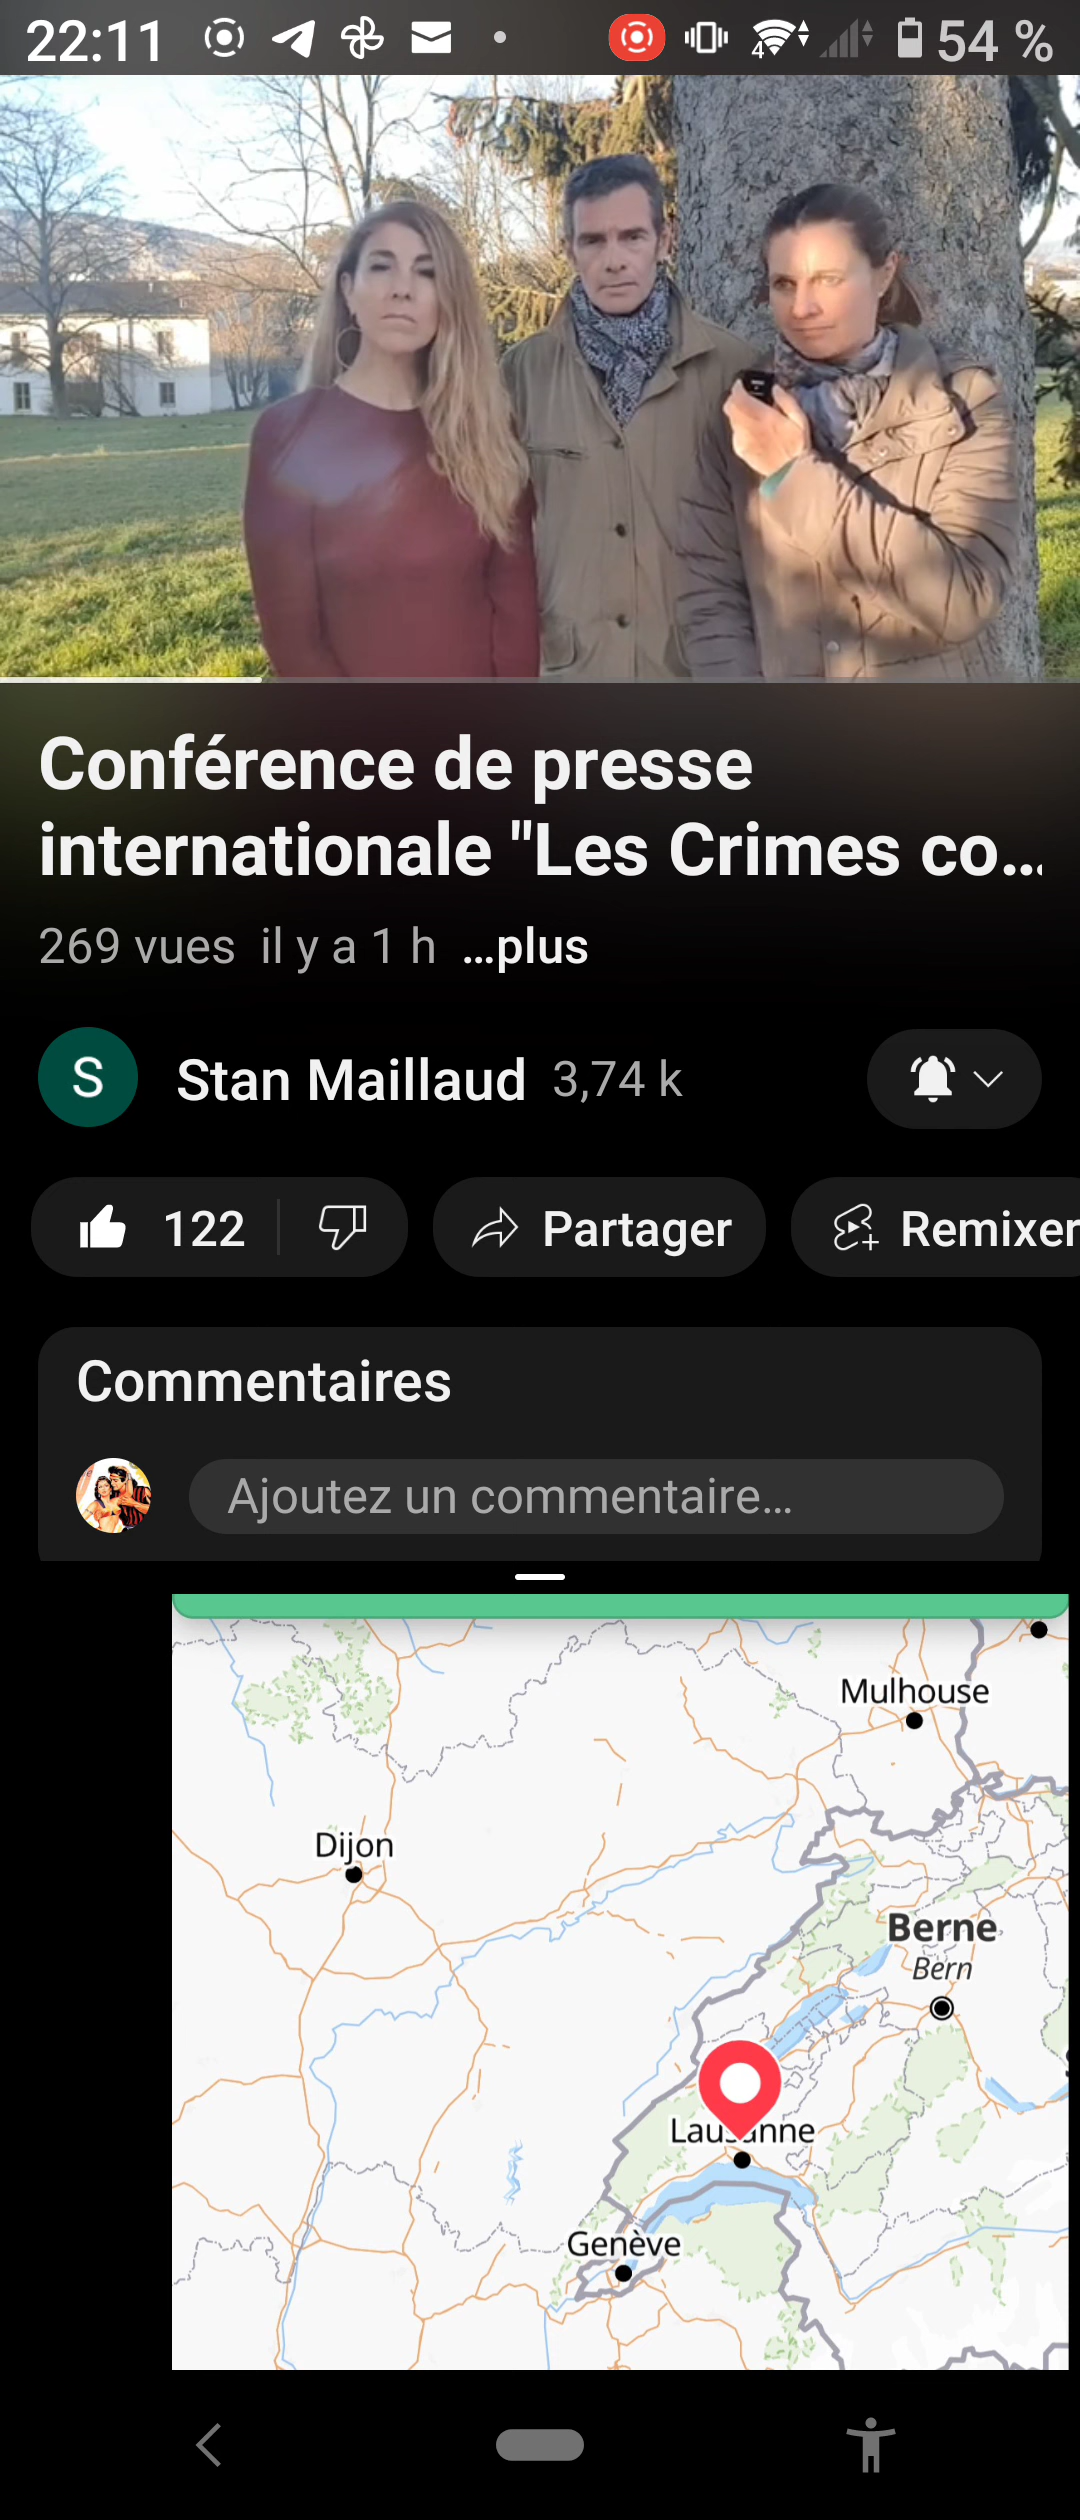 22:11
54 %
Conférence de presse
internationale "Les Crimes co...
269 vues il y a 1 h ...plus
S
Stan Maillaud 3,74 k
122
Partager
Remixer
Commentaires
Ajoutez un commentaire...
Mulhouse
Dijon
Berne
Bern
Lausanne
Genève